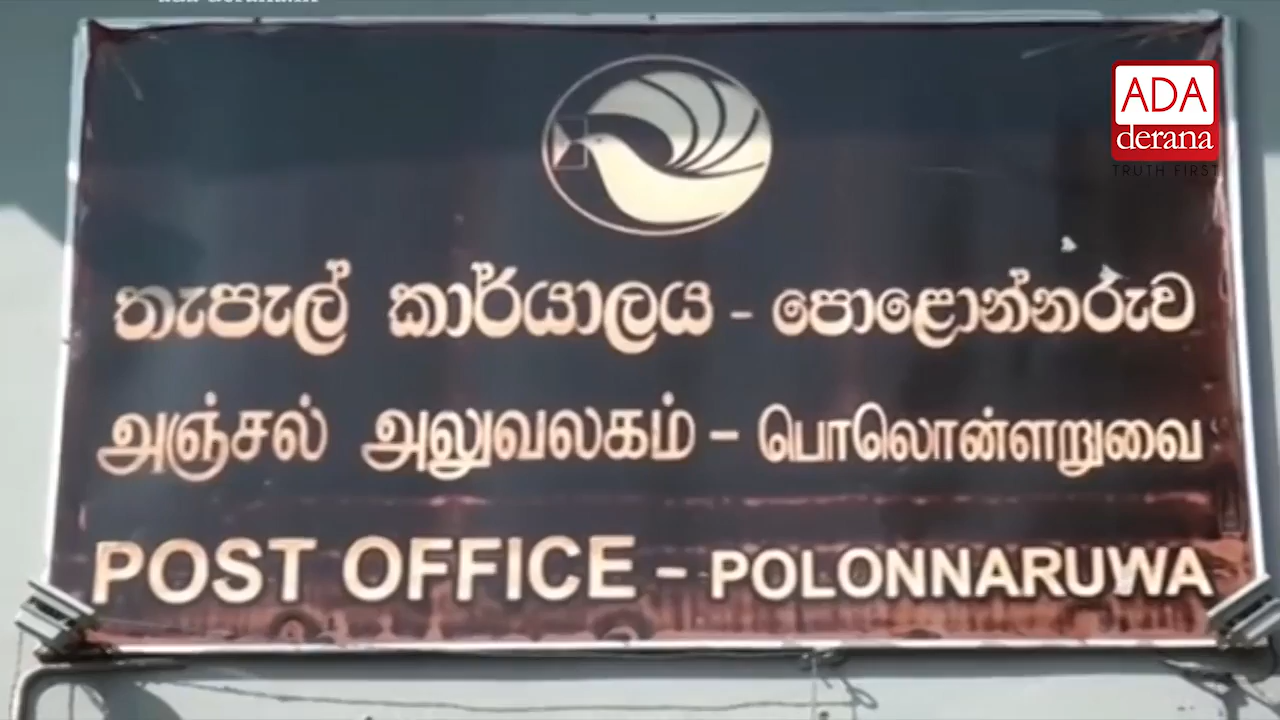 ADA
derana
TRUTH FIRST
තැපැල් කාර්යාලය - පොළොන්නරුව
அஞ்சல் அலுவலகம் - பொலொன்னறுவை
POST OFFICE - POLONNARUWA